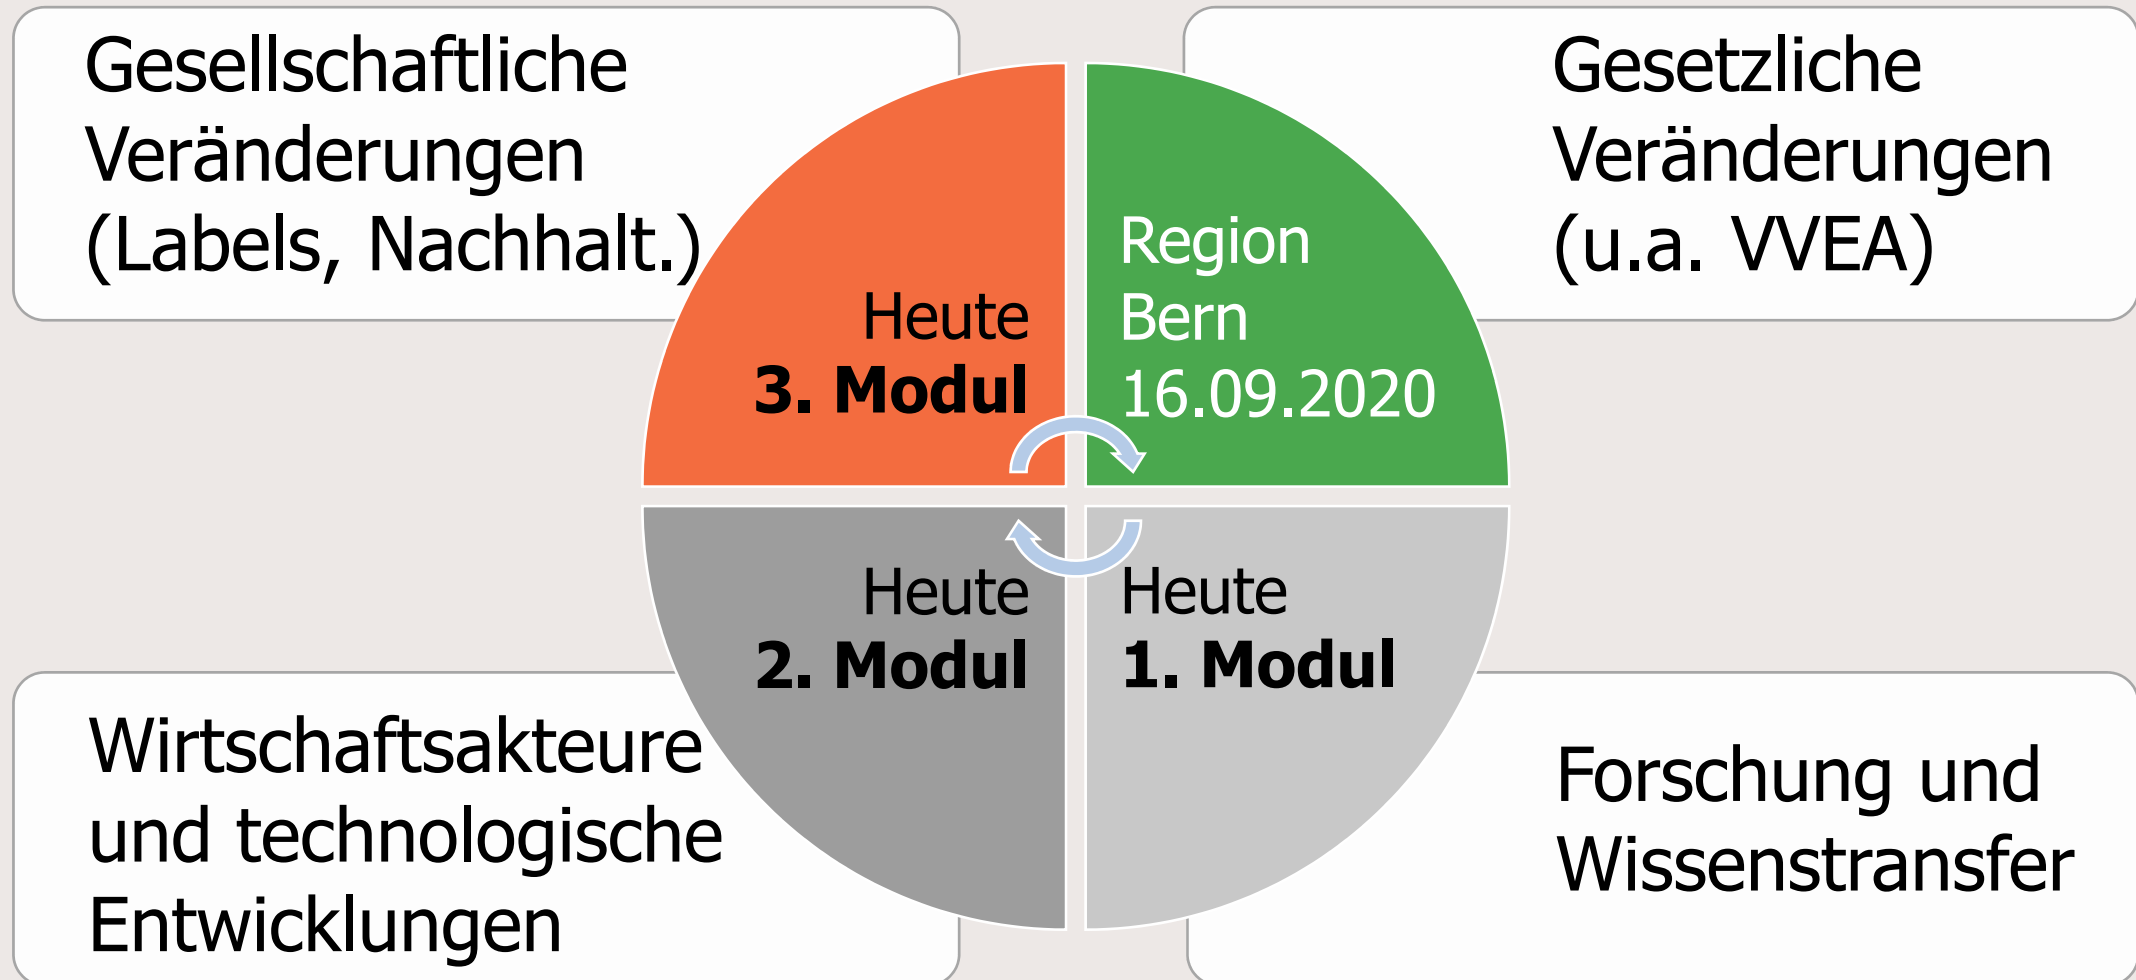 Gesellschaftliche
Veränderungen
(Labels, Nachhalt.)
Gesetzliche
Veränderungen
(u.a. VVEA)
Heute
3. Modul
Region
Bern
16.09.2020
Heute
2. Modul
Heute
1. Modul
Wirtschaftsakteure
und technologische
Entwicklungen
Forschung und
Wissenstransfer